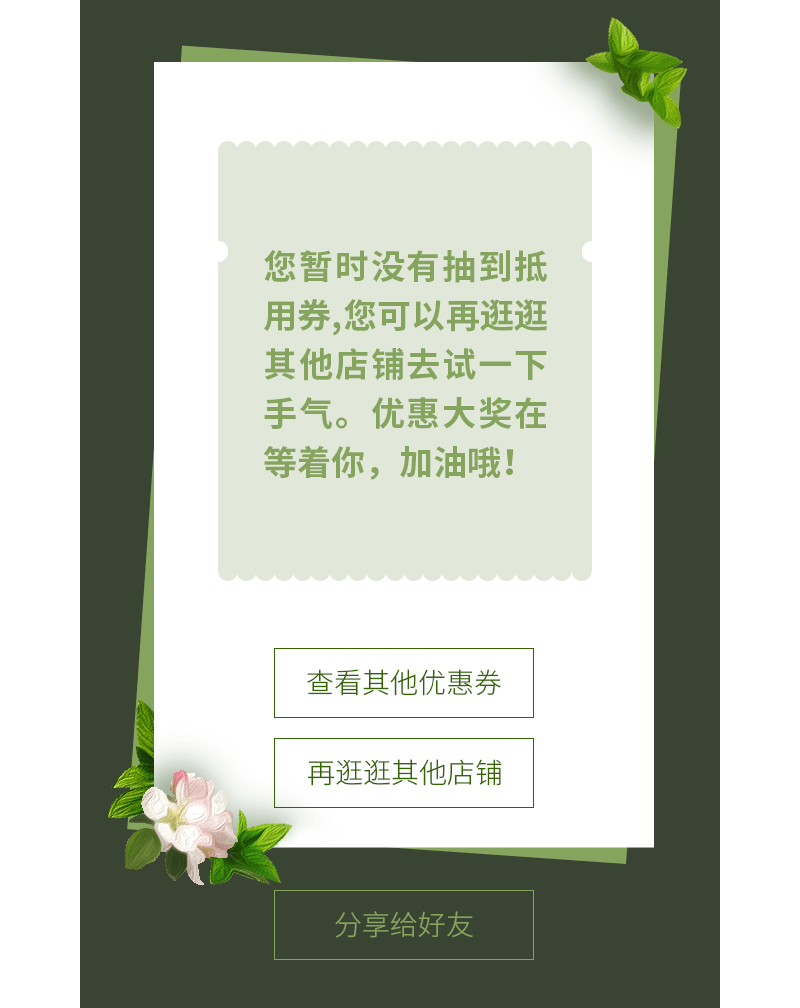 您暂时没有抽到抵
用券,您可以再逛逛
其他店铺去试一下
手气。优惠大奖在
等着你，加油哦！
查看其他优惠券
再逛逛其他店铺
分享给好友